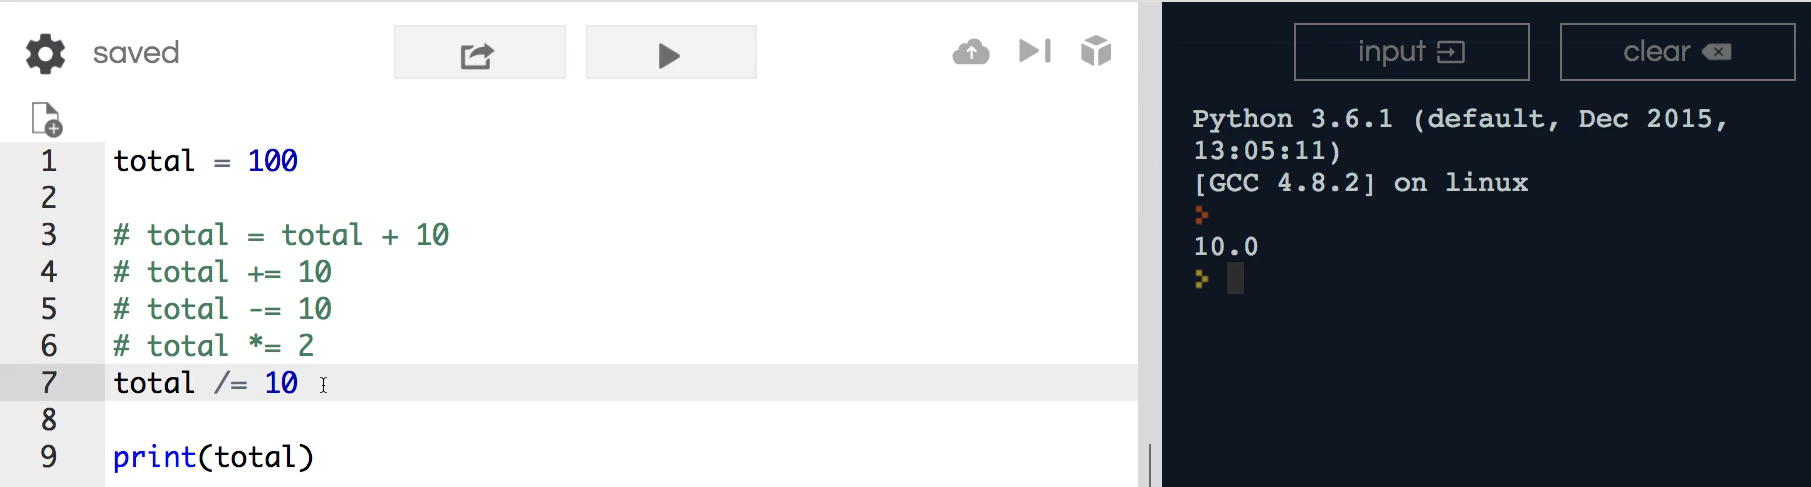 saved
input
clear
1 total = 100
2
3 # total = total + 10
4 # total += 10
5 # total -= 10
6 # total *= 2
7 total /= 10
8
9 print(total)
Python 3.6.1 (default, Dec 2015,
13:05:11)
[GCC 4.8.2] on linux
10.0